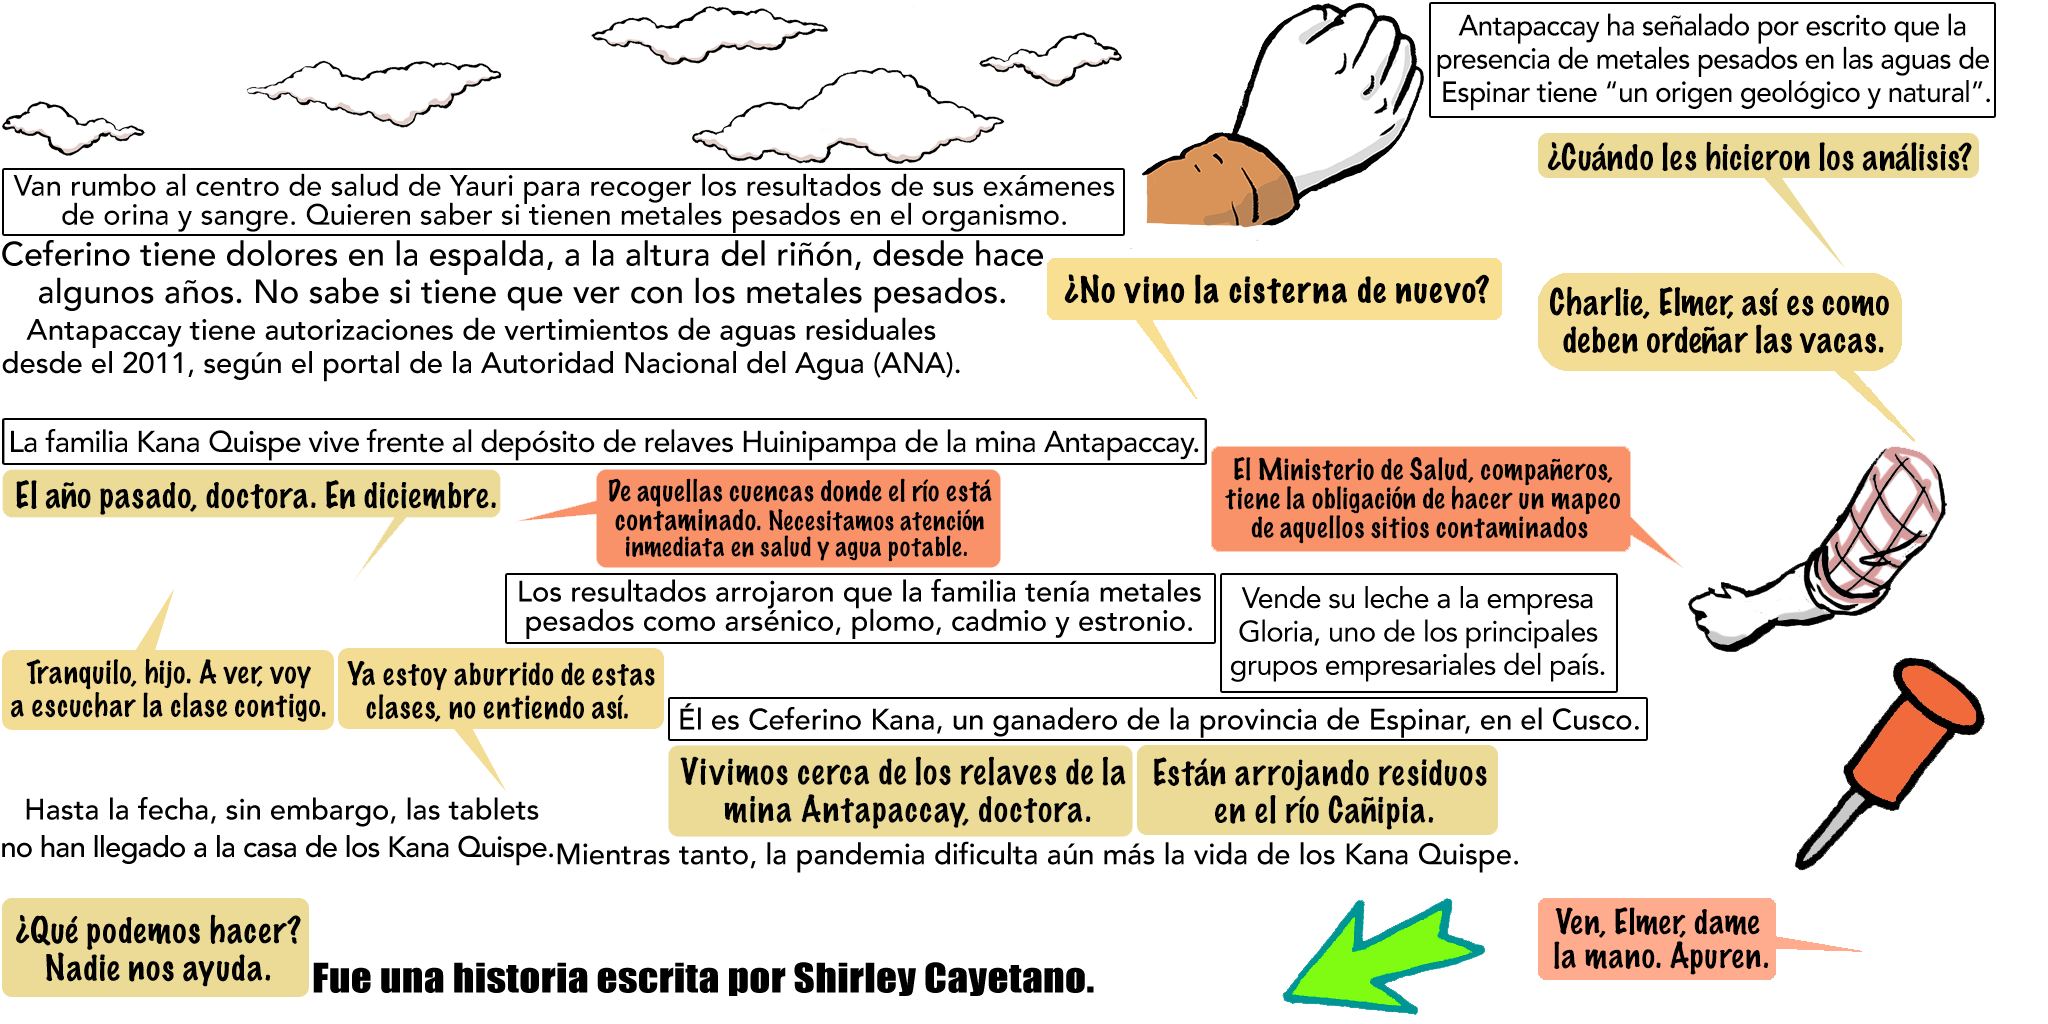 Antapaccay ha señalado por escrito que la
presencia de metales pesados en las aguas de
Espinar tiene “un origen geológico y natural”.
¿Cuándo les hicieron los análisis?
Van rumbo al centro de salud de Yauri para recoger los resultados de sus exámenes
de orina y sangre. Quieren saber si tienen metales pesados en el organismo.
Ceferino tiene dolores en la espalda, a la altura del riñón, desde hace
algunos años. No sabe si tiene que ver con los metales pesados.
Antapaccay tiene autorizaciones de vertimientos de aguas residuales
desde el 2011, según el portal de la Autoridad Nacional del Agua (ANA).
¿No vino la cisterna de nuevo?
Charlie, Elmer, así es como
deben ordeñar las vacas.
La familia Kana Quispe vive frente al depósito de relaves Huinipampa de la mina Antapaccay.
El año pasado, doctora. En diciembre.
De aquellas cuencas donde el río está
contaminado. Necesitamos atención
inmediata en salud y agua potable.
El Ministerio de Salud, compañeros,
tiene la obligación de hacer un mapeo
de aquellos sitios contaminados
Los resultados arrojaron que la familia tenía metales
pesados como arsénico, plomo, cadmio y estronio.
Vende su leche a la empresa
Gloria, uno de los principales
grupos empresariales del país.
Tranquilo, hijo. A ver, voy
a escuchar la clase contigo.
Ya estoy aburrido de estas
clases, no entiendo así.
Él es Ceferino Kana, un ganadero de la provincia de Espinar, en el Cusco.
Vivimos cerca de los relaves de la
mina Antapaccay, doctora.
Están arrojando residuos
en el río Cañipia.
Hasta la fecha, sin embargo, las tablets
no han llegado a la casa de los Kana Quispe.
Mientras tanto, la pandemia dificulta aún más la vida de los Kana Quispe.
¿Qué podemos hacer?
Nadie nos ayuda.
Fue una historia escrita por Shirley Cayetano.
Ven, Elmer, dame
la mano. Apuren.